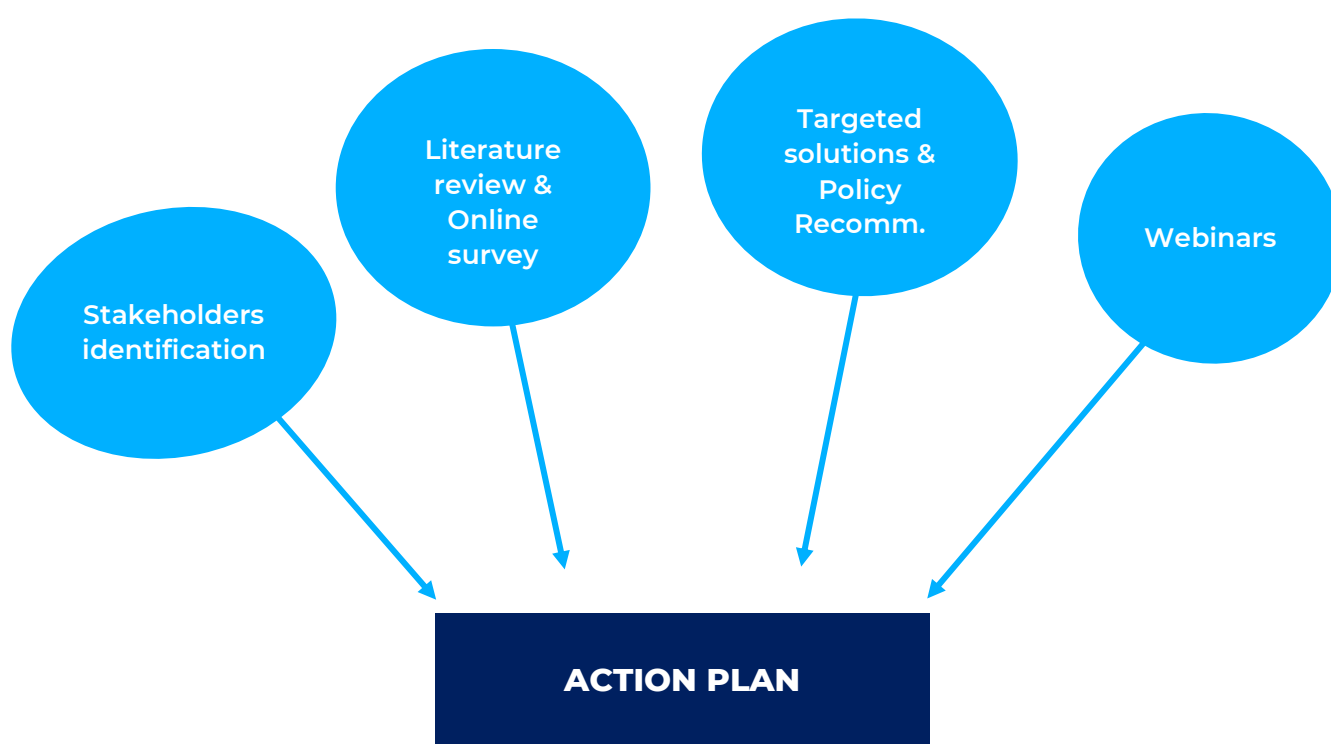 Stakeholders
identification
Literature
review &
Online
survey
Targeted
solutions &
Policy
Recomm.
Webinars
ACTION PLAN